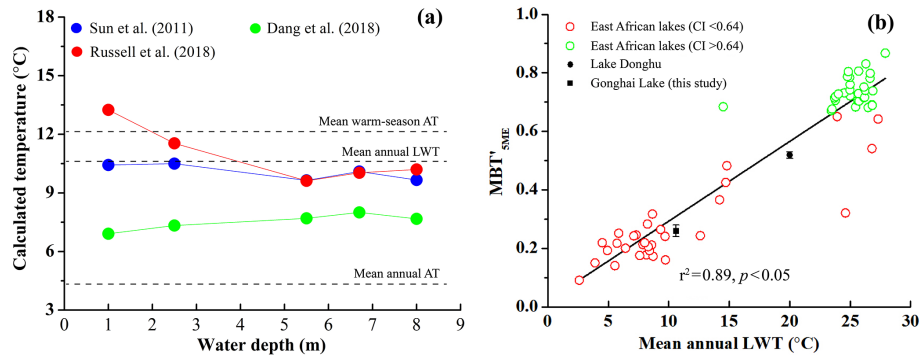 (a)
Sun et al. (2011)
Dang et al. (2018)
Russell et al. (2018)
Mean warm-season AT
Mean annual LWT
Mean annual AT
Calculated temperature (°C)
18
15
12
9
6
3
0
1
2
3
4
5
6
7
8
9
Water depth (m)
(b)
East African lakes (CI <0.64)
East African lakes (CI >0.64)
Lake Donghu
Gonghai Lake (this study)
r²=0.89, p<0.05
MBT'5ME
1.0
0.8
0.6
0.4
0.2
0.0
0
5
10
15
20
25
30
Mean annual LWT (°C)